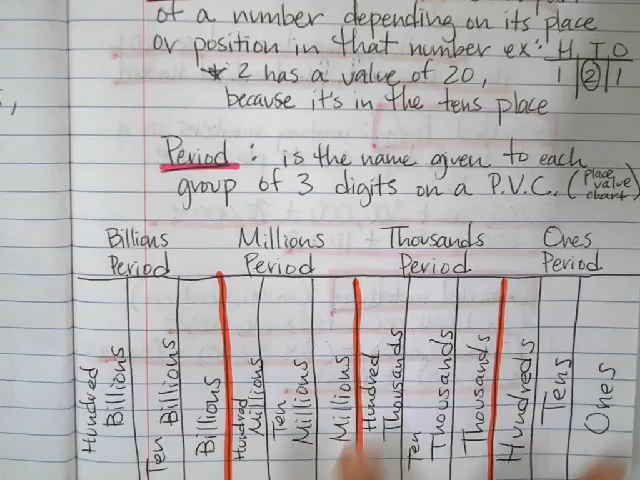 of a number depending on its place
or position in that number ex: H T O
* 2 has a value of 20, 1 2 1
because it's in the tens place
Period : is the name given to each
group of 3 digits on a P.V.C. (place value chart)
Billions Period
Millions Period
Thousands Period
Ones Period
Hundred Billions
Ten Billions
Billions
Hundred Millions
Ten Millions
Millions
Hundred Thousands
Ten Thousands
Thousands
Hundreds
Tens
Ones